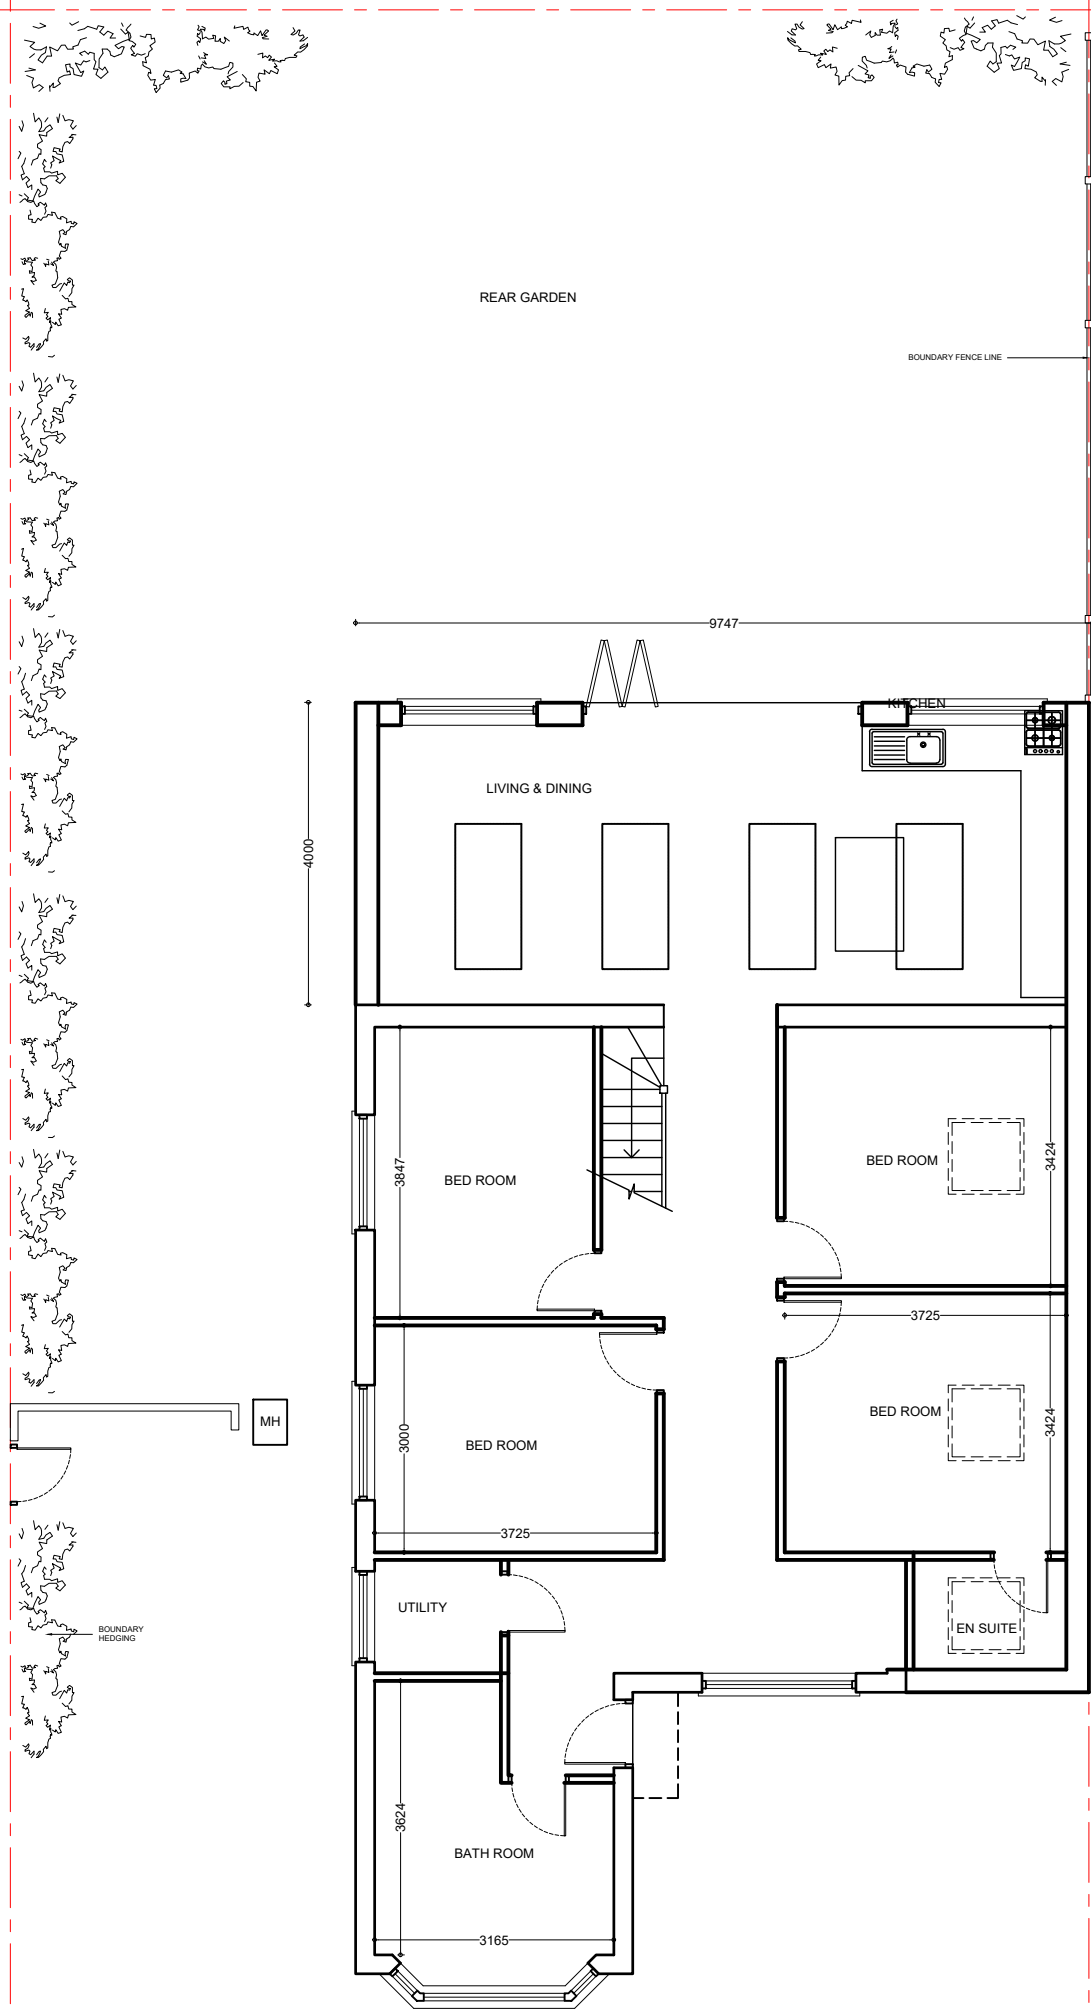 REAR GARDEN
BOUNDARY FENCE LINE
9747
KITCHEN
LIVING & DINING
4000
BED ROOM
3847
BED ROOM
3424
3725
BED ROOM
3424
MH
BED ROOM
3000
3725
UTILITY
EN SUITE
BOUNDARY
HEDGING
3624
BATH ROOM
3165